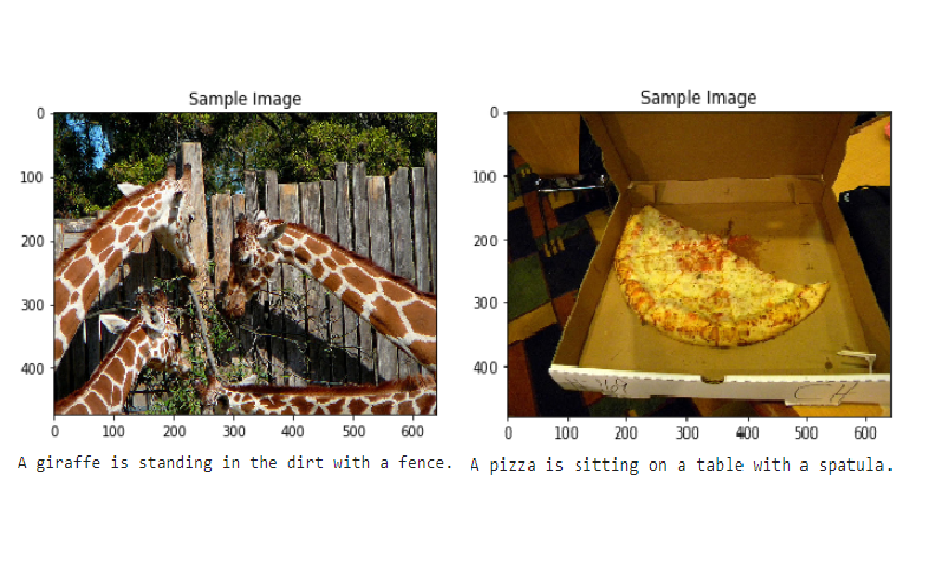 Sample Image
0
100
200
300
400
0 100 200 300 400 500 600
A giraffe is standing in the dirt with a fence.
Sample Image
0
100
200
300
400
0 100 200 300 400 500 600
A pizza is sitting on a table with a spatula.